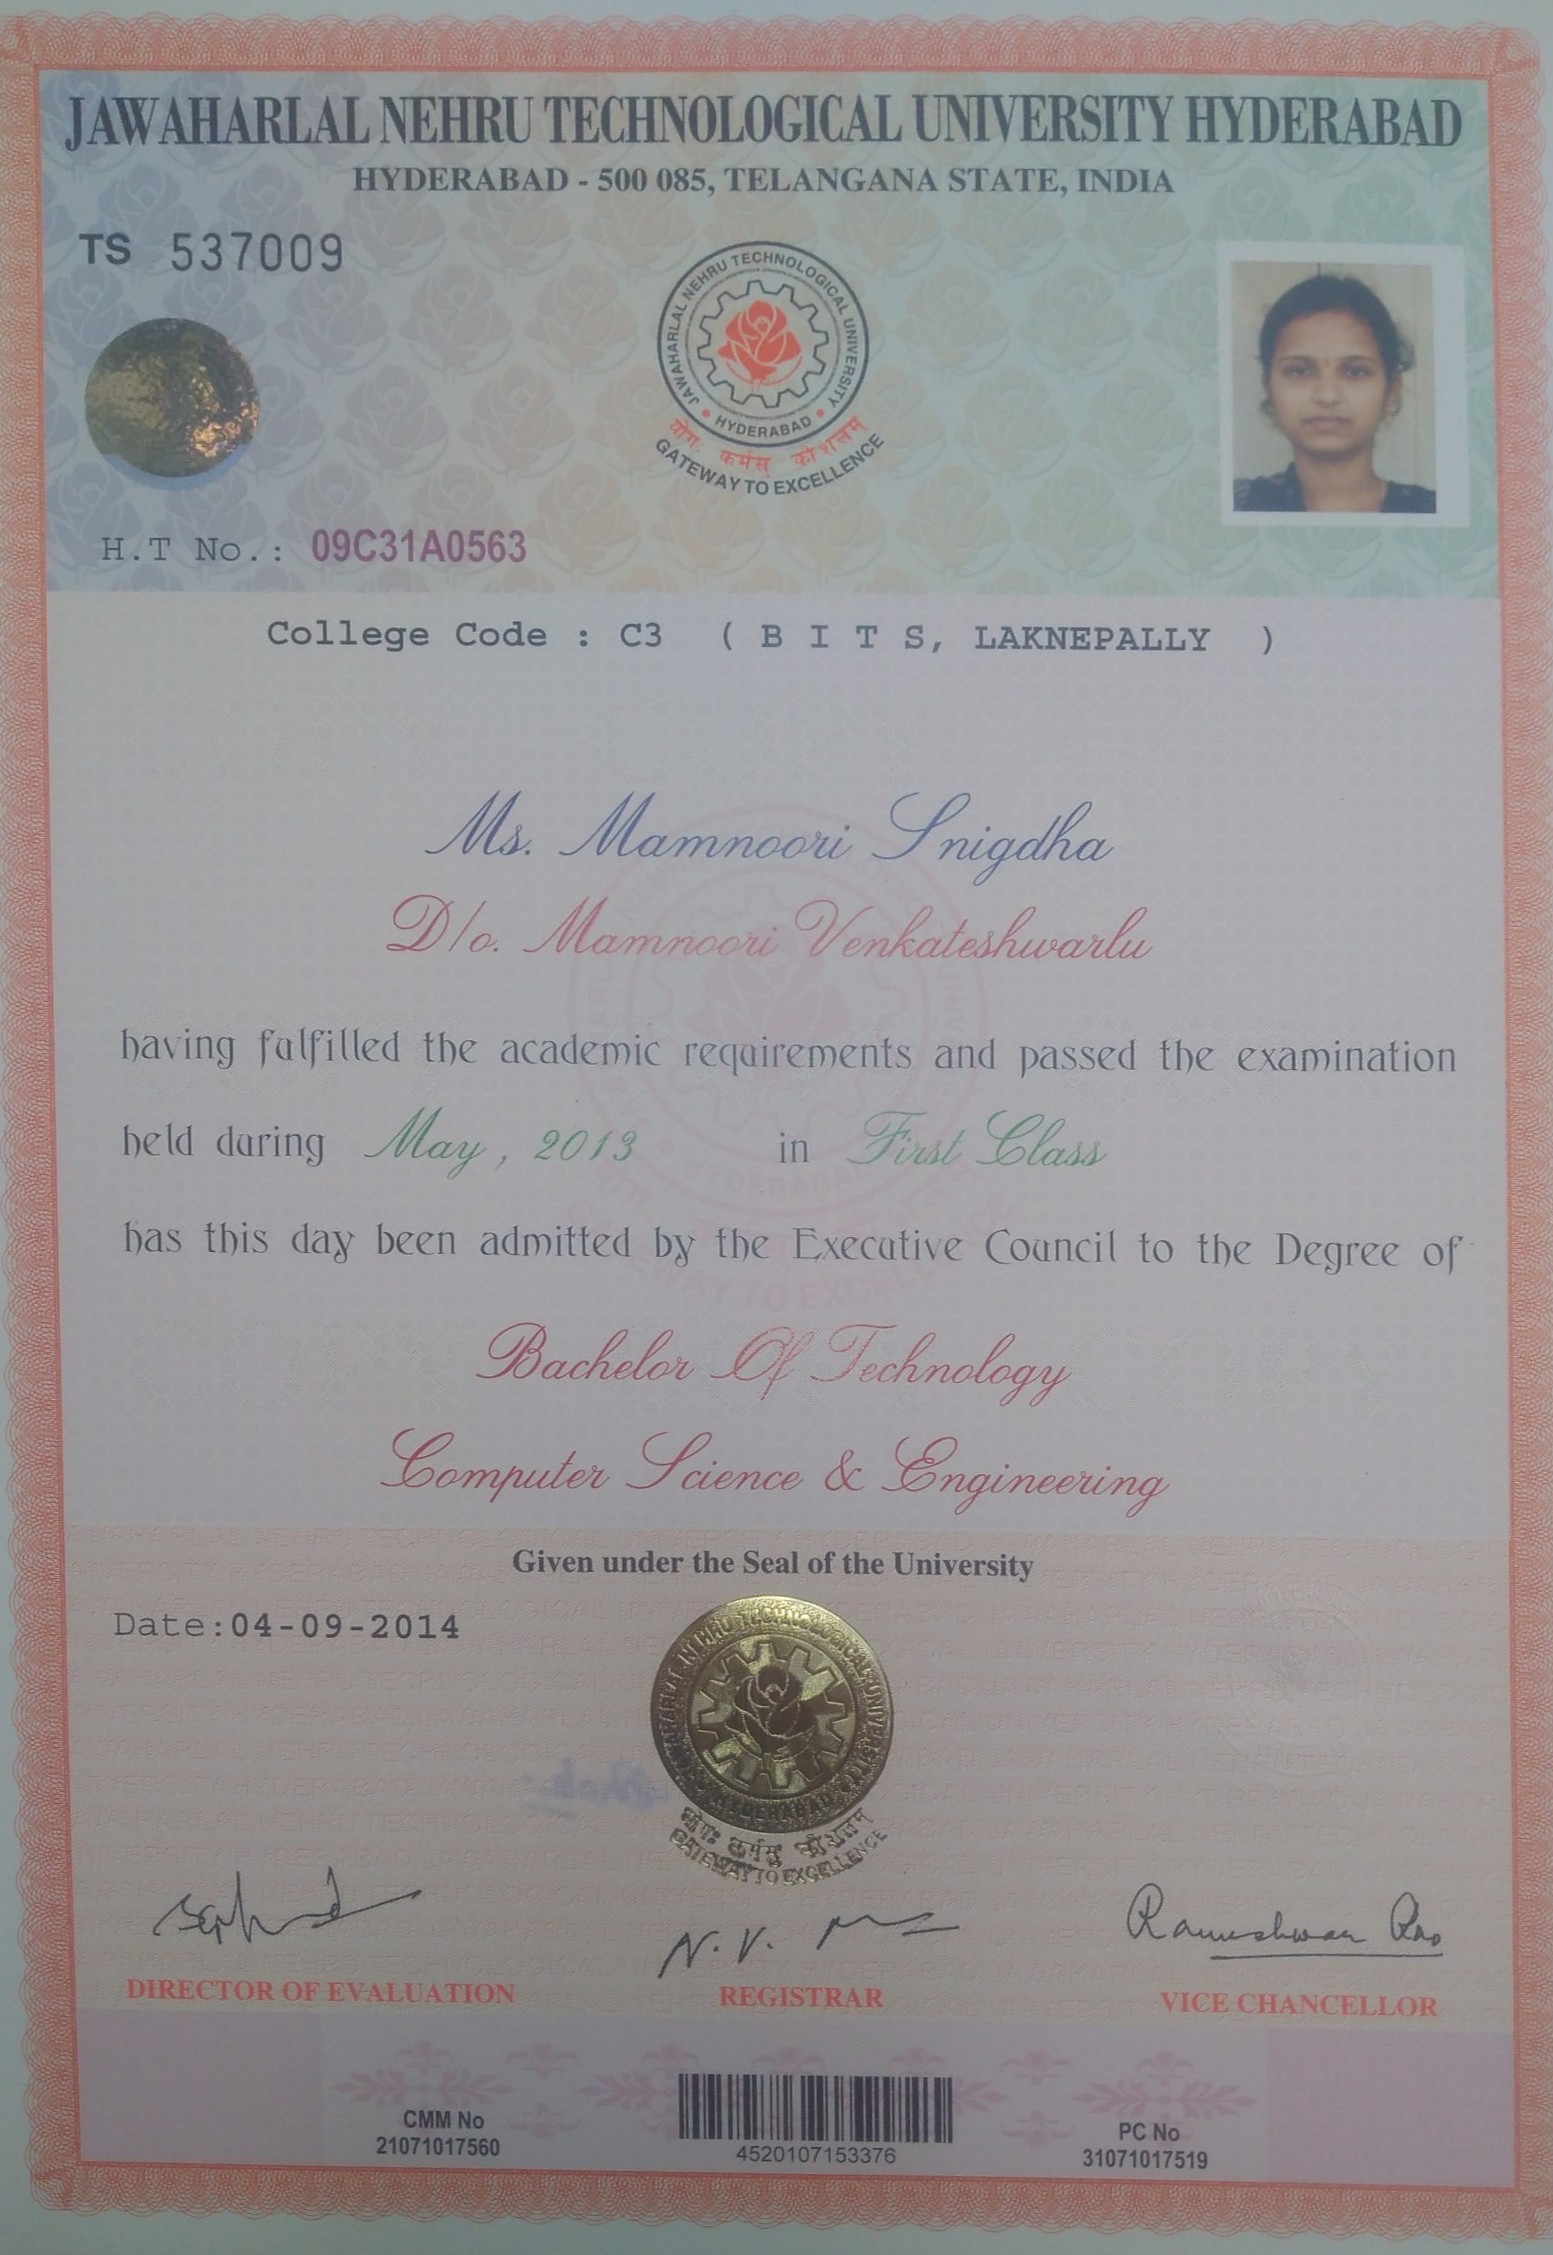 JAWAHARLAL NEHRU TECHNOLOGICAL UNIVERSITY HYDERABAD
HYDERABAD - 500 085, TELANGANA STATE, INDIA
TS 537009
JAWAHARLAL NEHRU TECHNOLOGICAL UNIVERSITY
HYDERABAD
योगः कर्मसु कौशलम्
GATEWAY TO EXCELLENCE
H.T No.: 09C31A0563
College Code : C3 ( B I T S, LAKNEPALLY )
Ms. Mamnoori Snigdha
D/o. Mamnoori Venkateshwarlu
having fulfilled the academic requirements and passed the examination
held during May, 2013 in First Class
has this day been admitted by the Executive Council to the Degree of
Bachelor Of Technology
Computer Science & Engineering
Given under the Seal of the University
Date:04-09-2014
JAWAHARLAL NEHRU TECHNOLOGICAL UNIVERSITY
HYDERABAD
योगः कर्मसु कौशलम्
GATEWAY TO EXCELLENCE
N. V. Rameshwar Rao
DIRECTOR OF EVALUATION REGISTRAR VICE CHANCELLOR
CMM No
21071017560
4520107153376
PC No
31071017519